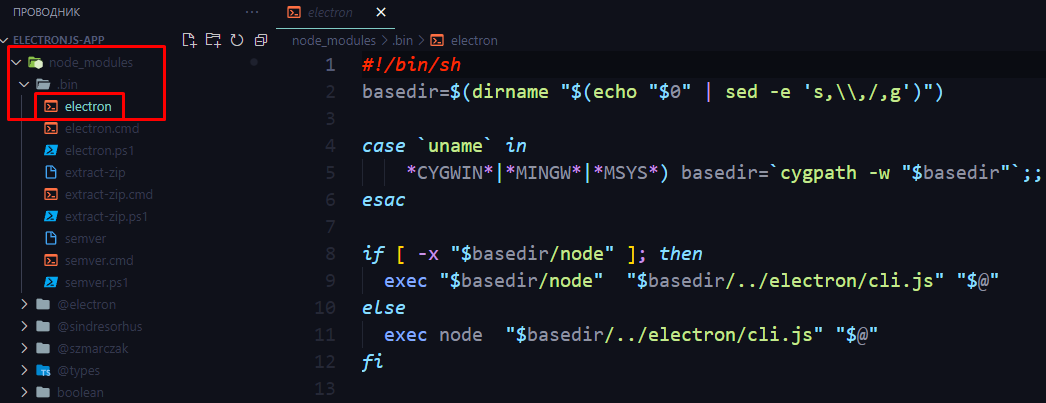 ПРОВОДНИК
ELECTRONJS-APP
node_modules
.bin
electron
electron.cmd
electron.ps1
extract-zip
extract-zip.cmd
extract-zip.ps1
semver
semver.cmd
semver.ps1
@electron
@sindresorhus
@szmarczak
@types
boolean
electron
node_modules > .bin > electron
1 #!/bin/sh
2 basedir=$(dirname "$(echo "$0" | sed -e 's,\\,/,g')")
3
4 case `uname` in
5 *CYGWIN*|*MINGW*|*MSYS*) basedir=`cygpath -w "$basedir"`;;
6 esac
7
8 if [ -x "$basedir/node" ]; then
9 exec "$basedir/node"  "$basedir/../electron/cli.js" "$@"
10 else
11 exec node  "$basedir/../electron/cli.js" "$@"
12 fi
13